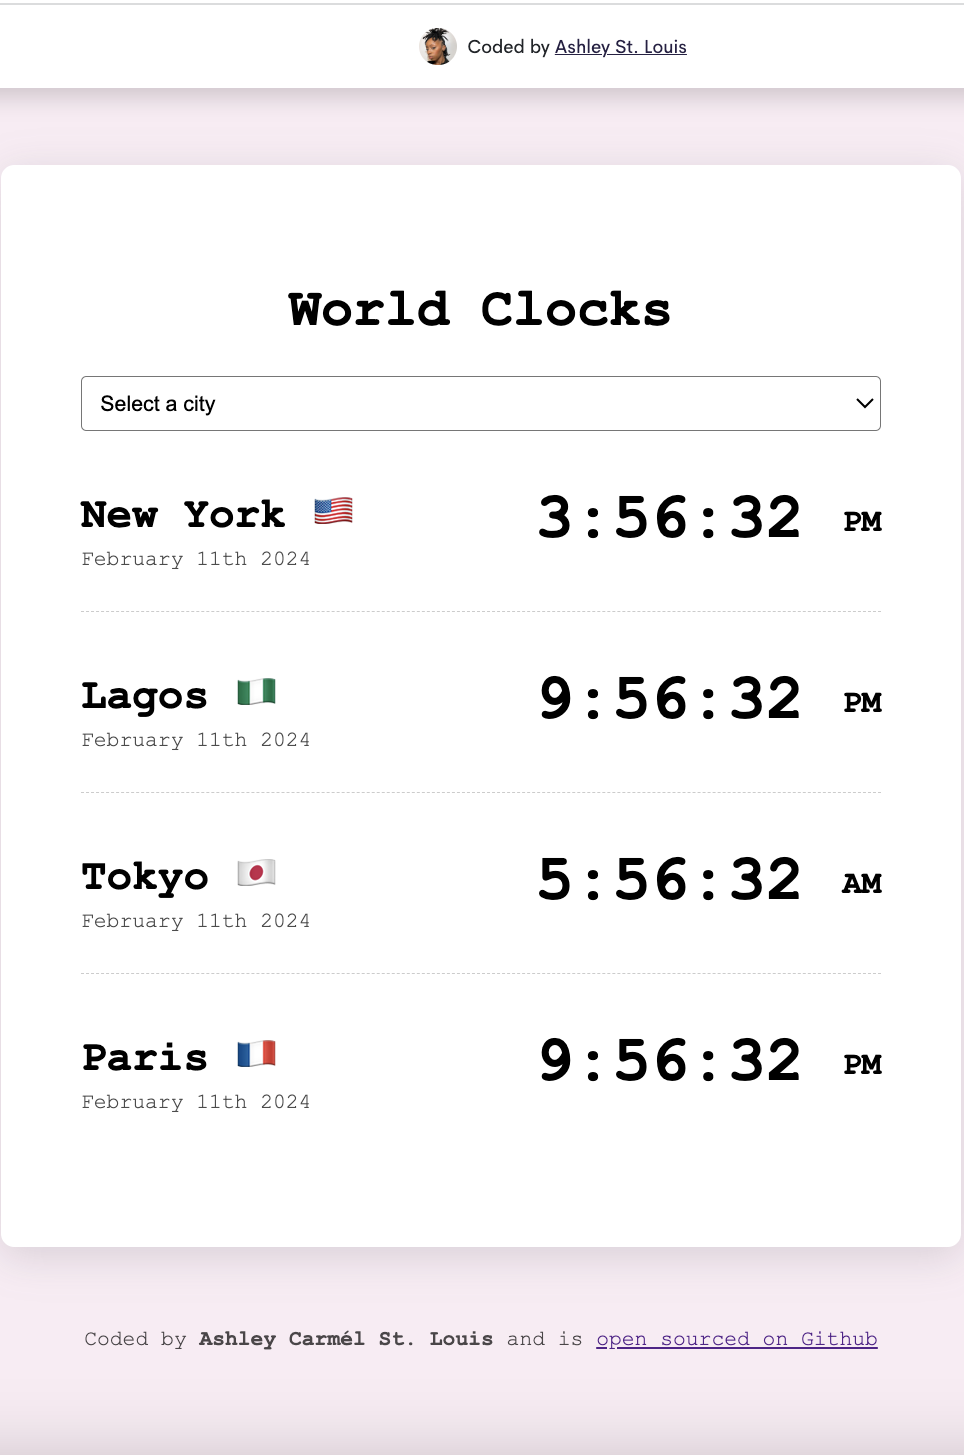 Coded by Ashley St. Louis
World Clocks
Select a city
New York 3:56:32 PM
February 11th 2024
Lagos 9:56:32 PM
February 11th 2024
Tokyo 5:56:32 AM
February 11th 2024
Paris 9:56:32 PM
February 11th 2024
Coded by Ashley Carmél St. Louis and is open sourced on Github